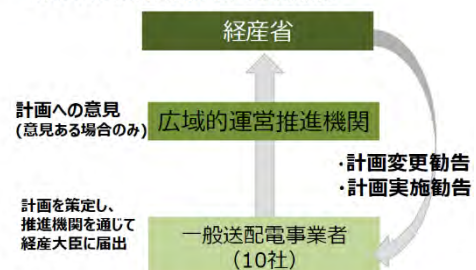 経産省
計画への意見
(意見ある場合のみ)
広域的運営推進機関
・計画変更勧告
・計画実施勧告
計画を策定し、
推進機関を通じて
経産大臣に届出
一般送配電事業者
(10社)